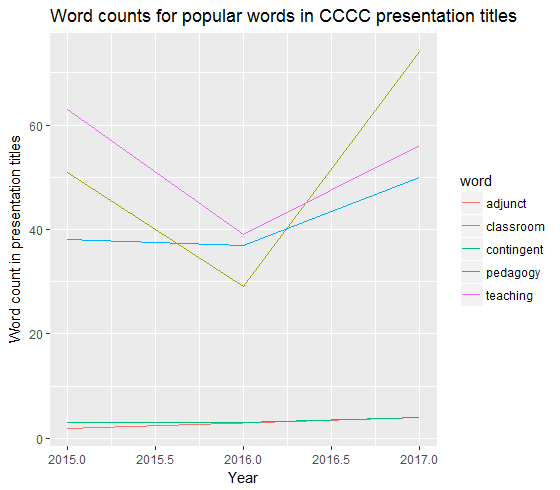 Word counts for popular words in CCCC presentation titles
Word count in presentation titles
60
40
20
0
2015.0 2015.5 2016.0 2016.5 2017.0
Year
word
adjunct
classroom
contingent
pedagogy
teaching